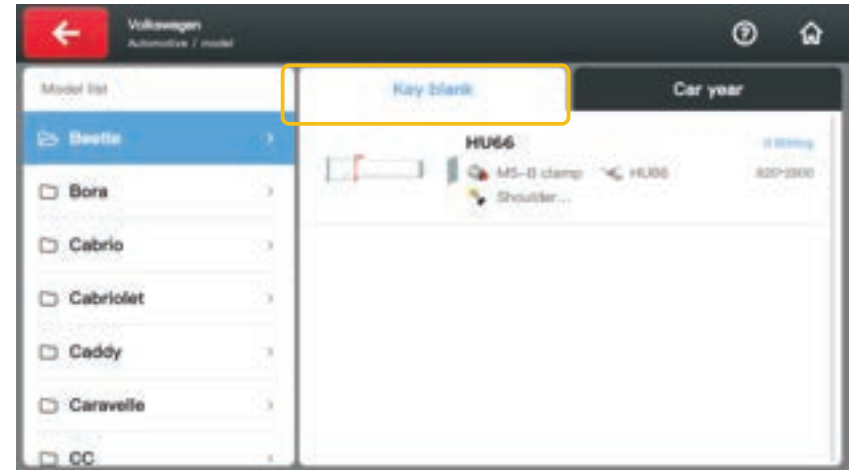 Volkswagen
Automotive / model
Model list
Key blank
Car year
Beetle
Bora
Cabrio
Cabriolet
Caddy
Caravelle
CC
HU66
M5-B clamp
HU66
Shoulder...